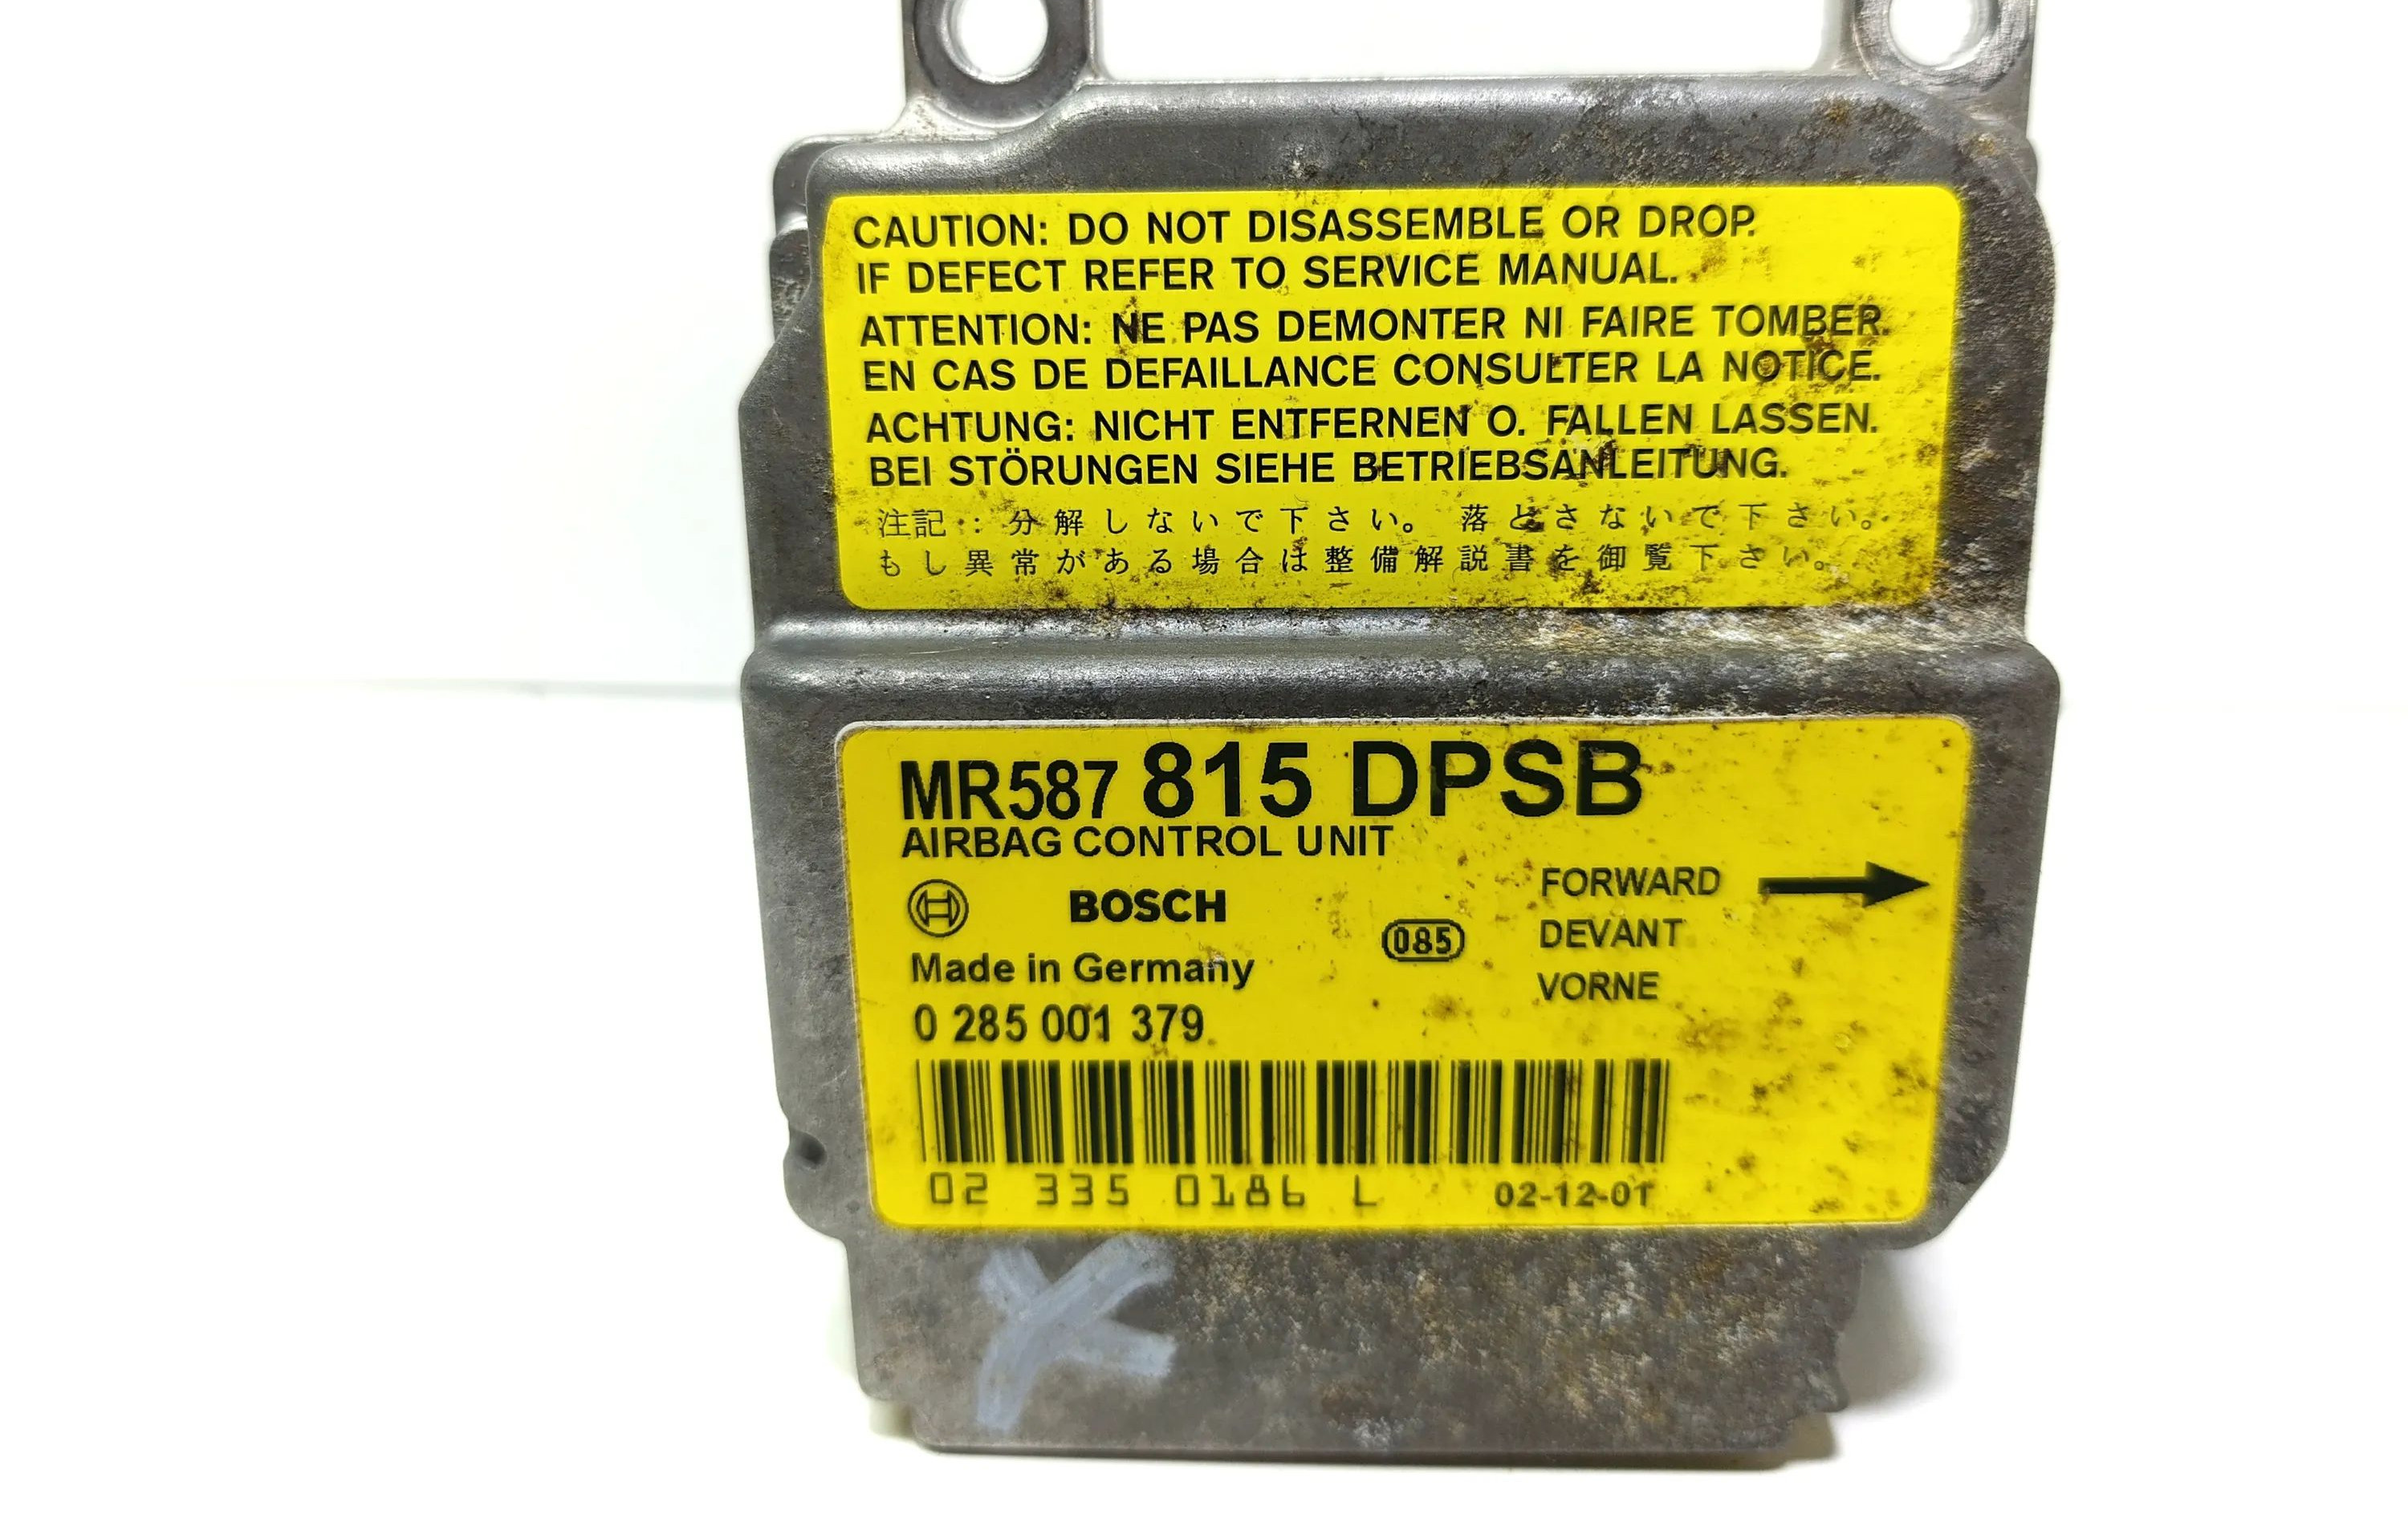 CAUTION: DO NOT DISASSEMBLE OR DROP.
IF DEFECT REFER TO SERVICE MANUAL.
ATTENTION: NE PAS DEMONTER NI FAIRE TOMBER.
EN CAS DE DEFAILLANCE CONSULTER LA NOTICE.
ACHTUNG: NICHT ENTFERNEN O. FALLEN LASSEN.
BEI STÖRUNGEN SIEHE BETRIEBSANLEITUNG.
注記：分解しないで下さい。 落とさないで下さい。
もし異常がある場合は整備解説書を御覧下さい。
MR587 815 DPSB
AIRBAG CONTROL UNIT
BOSCH
085
FORWARD
DEVANT
VORNE
Made in Germany
0 285 001 379
02 335 0186 L 02-12-01